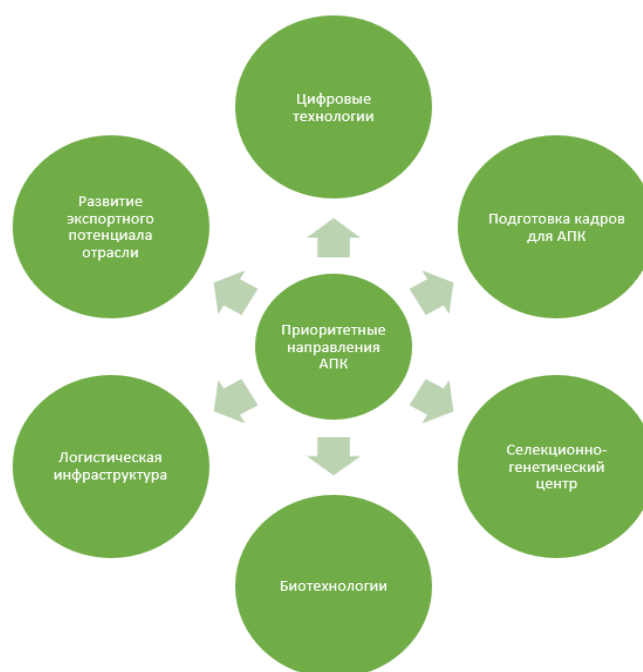 Цифровые
технологии
Развитие
экспортного
потенциала
отрасли
Подготовка кадров
для АПК
Приоритетные
направления
АПК
Логистическая
инфраструктура
Селекционно-
генетический
центр
Биотехнологии